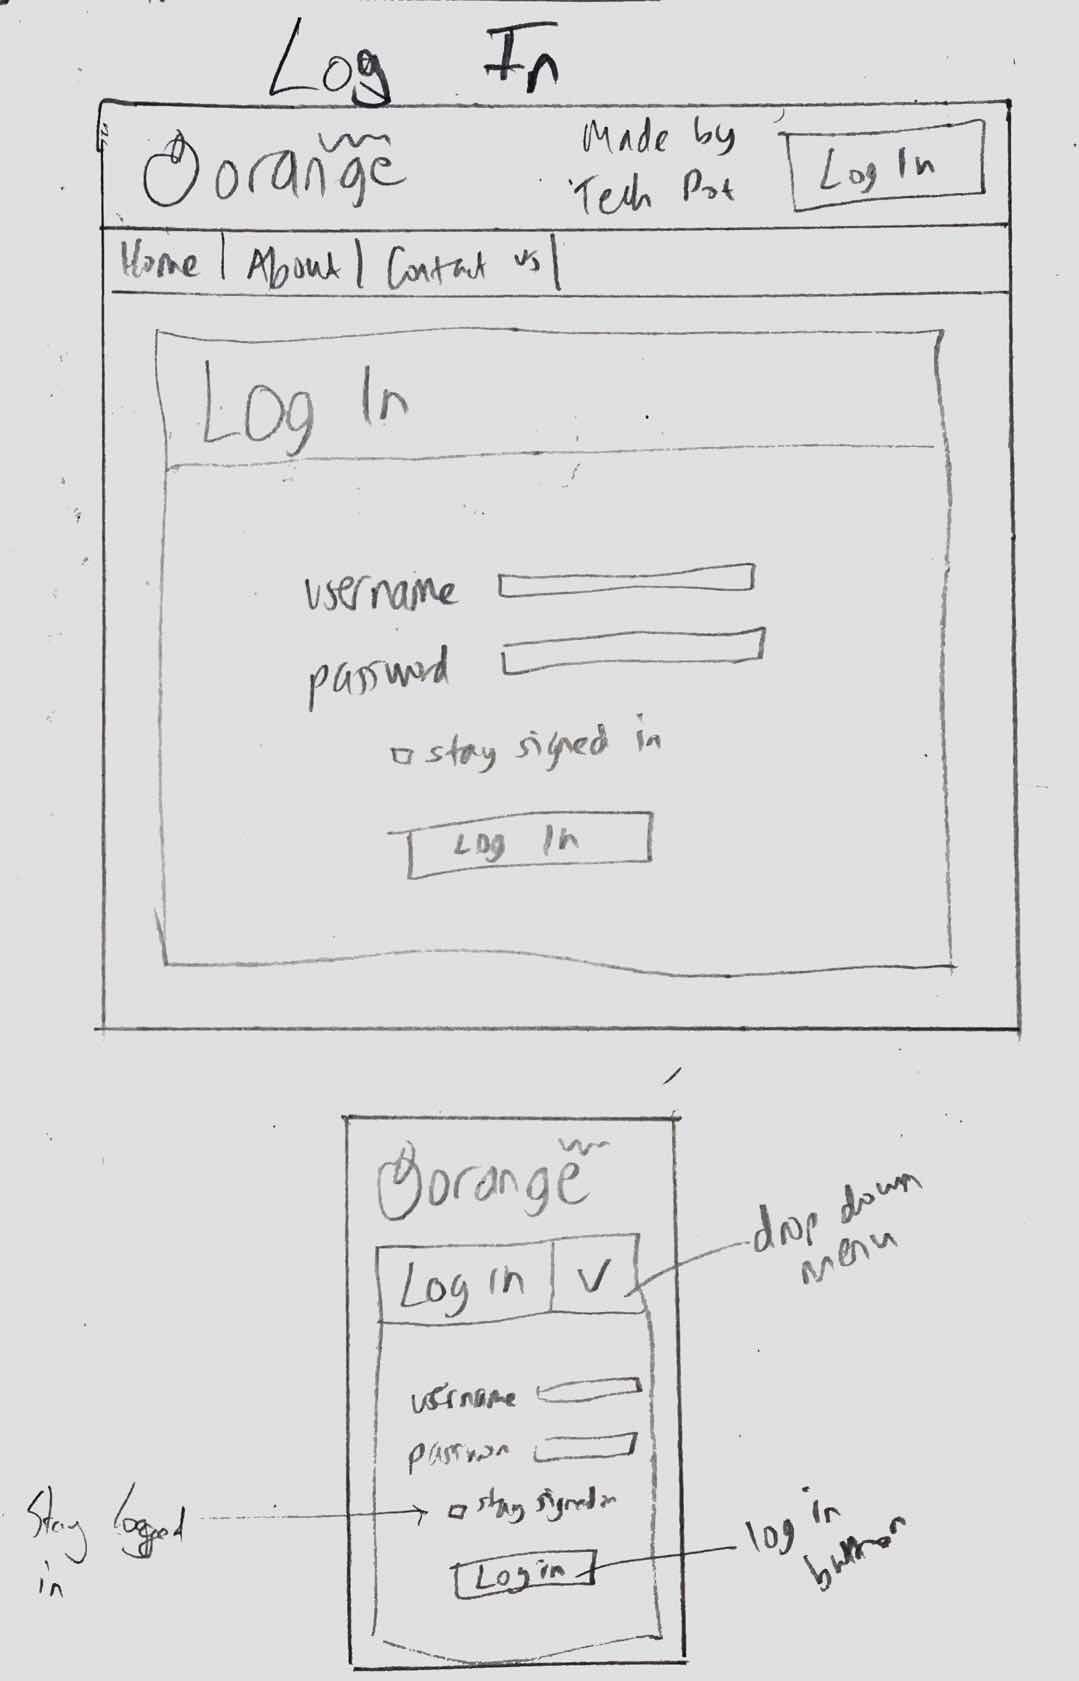 Log In
orange
Made by
Tech Pot
Log In
Home | About | Contact us |
Log In
username
password
stay signed in
Log In
orange
drop down
menu
Log in V
username
passwor
stay signed in
Stay logged
in
log in
button
Log in